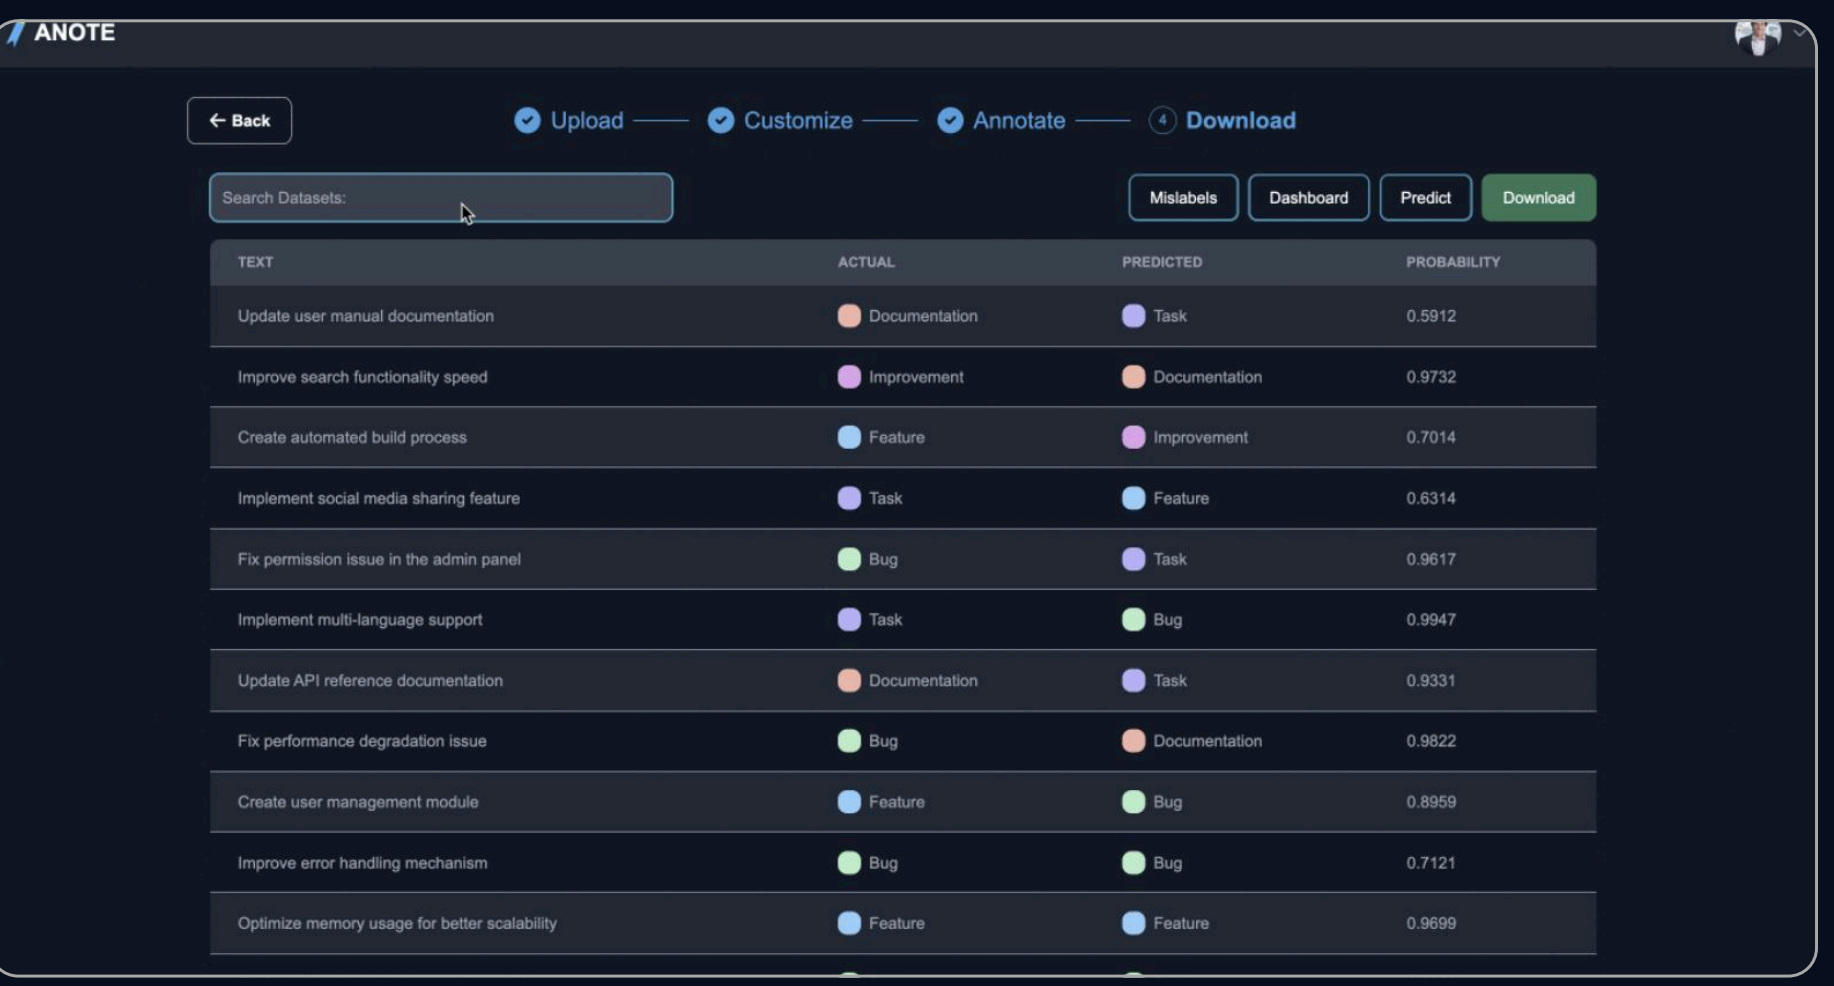 ANOTE
← Back Upload Customize Annotate 4 Download
Search Datasets: Mislabels Dashboard Predict Download
TEXT ACTUAL PREDICTED PROBABILITY
Update user manual documentation Documentation Task 0.5912
Improve search functionality speed Improvement Documentation 0.9732
Create automated build process Feature Improvement 0.7014
Implement social media sharing feature Task Feature 0.6314
Fix permission issue in the admin panel Bug Task 0.9617
Implement multi-language support Task Bug 0.9947
Update API reference documentation Documentation Task 0.9331
Fix performance degradation issue Bug Documentation 0.9822
Create user management module Feature Bug 0.8959
Improve error handling mechanism Bug Bug 0.7121
Optimize memory usage for better scalability Feature Feature 0.9699